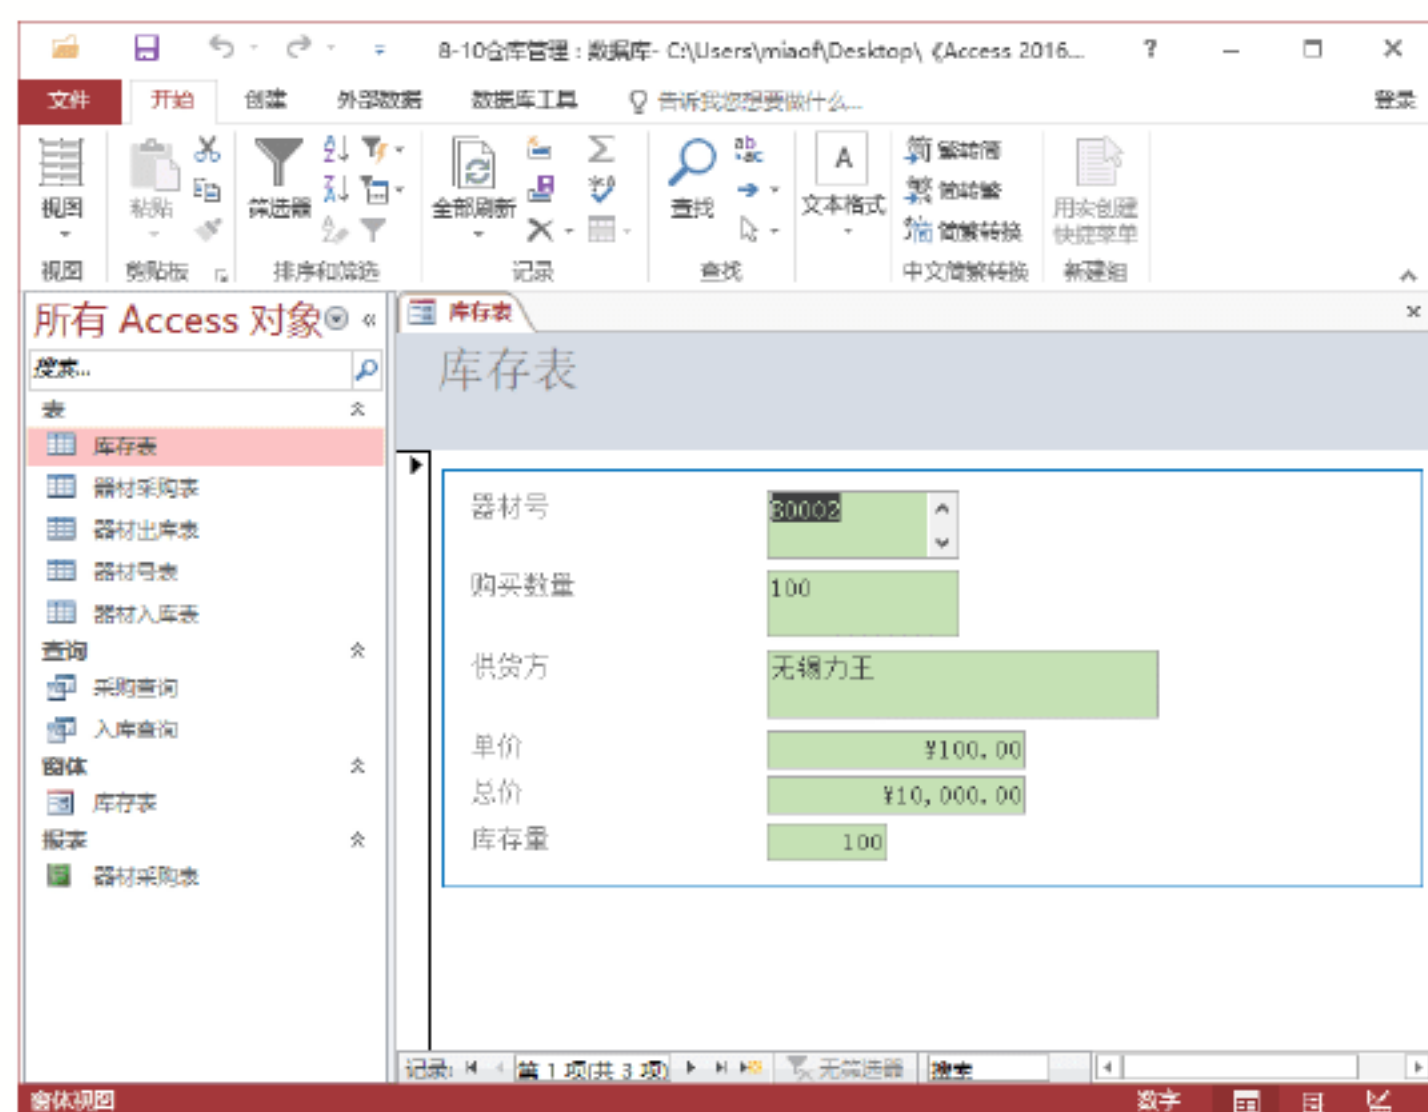 8-10仓库管理 : 数据库- C:\Users\miaof\Desktop\《Access 2016... ?
文件 开始 创建 外部数据 数据库工具 告诉我您想要做什么... 登录
视图 粘贴 筛选器 全部刷新 查找 文本格式 繁转简 简转繁 简繁转换 用宏创建
快捷菜单
视图 剪贴板 排序和筛选 记录 查找 中文简繁转换 新建组
所有 Access 对象
搜索...
表
库存表
器材采购表
器材出库表
器材号表
器材入库表
查询
采购查询
入库查询
窗体
库存表
报表
器材采购表
库存表
库存表
器材号 80002
购买数量 100
供货方 无锡力王
单价 ¥100.00
总价 ¥10,000.00
库存量 100
记录: 第 1 项(共 3 项) 无筛选器 搜索
窗体视图 数字